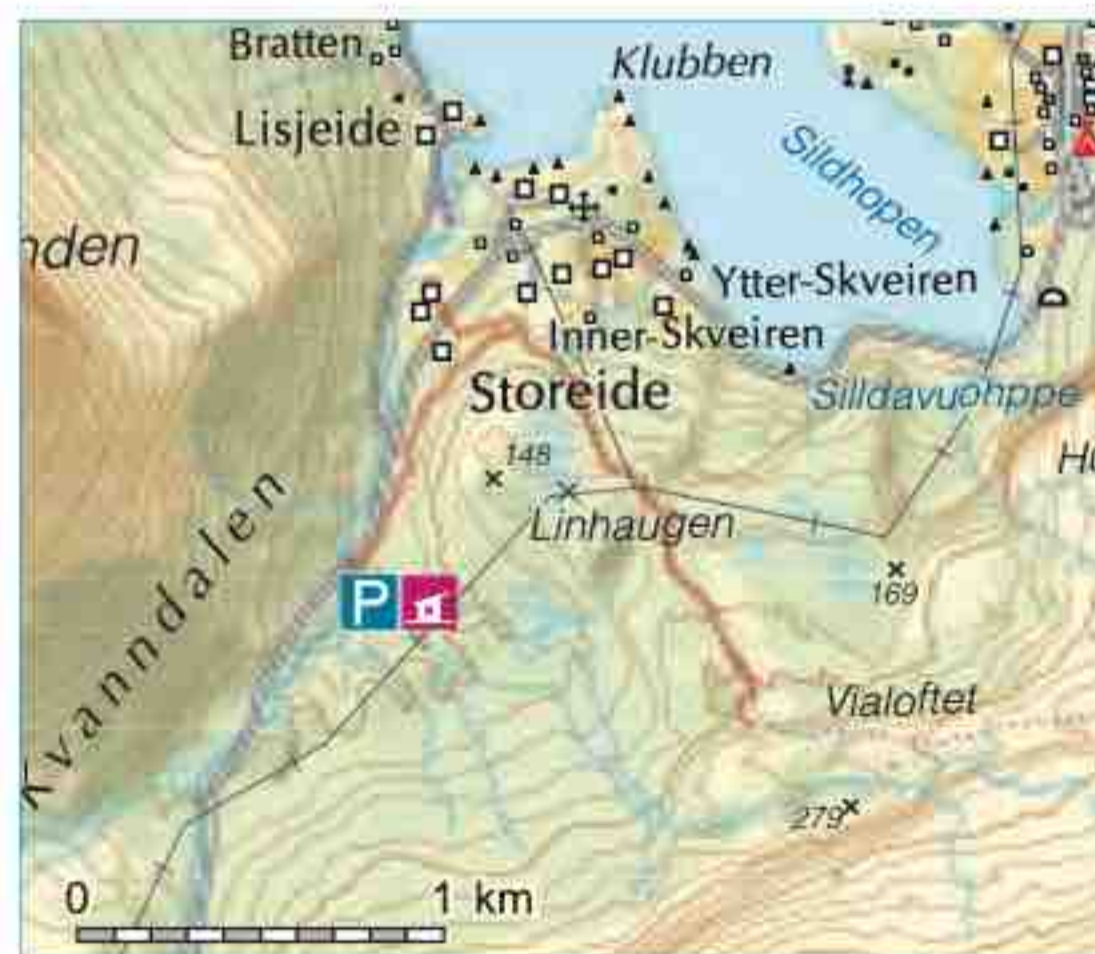 Bratten
Klubben
Lisjeide
Sildhopen
nden
Ytter-Skveiren
Inner-Skveiren
Storeide
Silldavuohppe
148
Kvanndalen
Linhaugen
169
P
Vialoftet
279
0 1 km